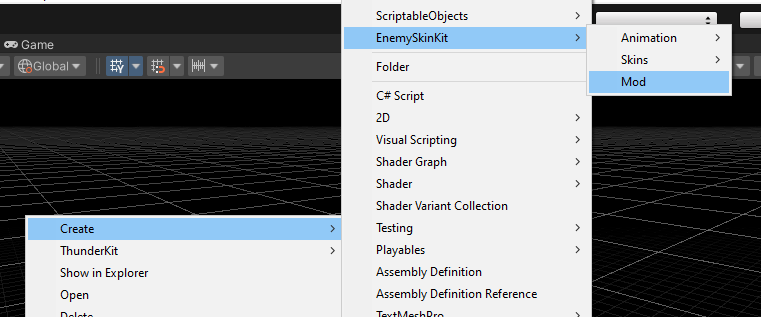 ScriptableObjects
EnemySkinKit
Animation
Game
Skins
Global
Folder
Mod
C# Script
2D
Visual Scripting
Shader Graph
Shader
Shader Variant Collection
Create
Testing
ThunderKit
Playables
Show in Explorer
Assembly Definition
Open
Assembly Definition Reference
Delete
TextMeshPro